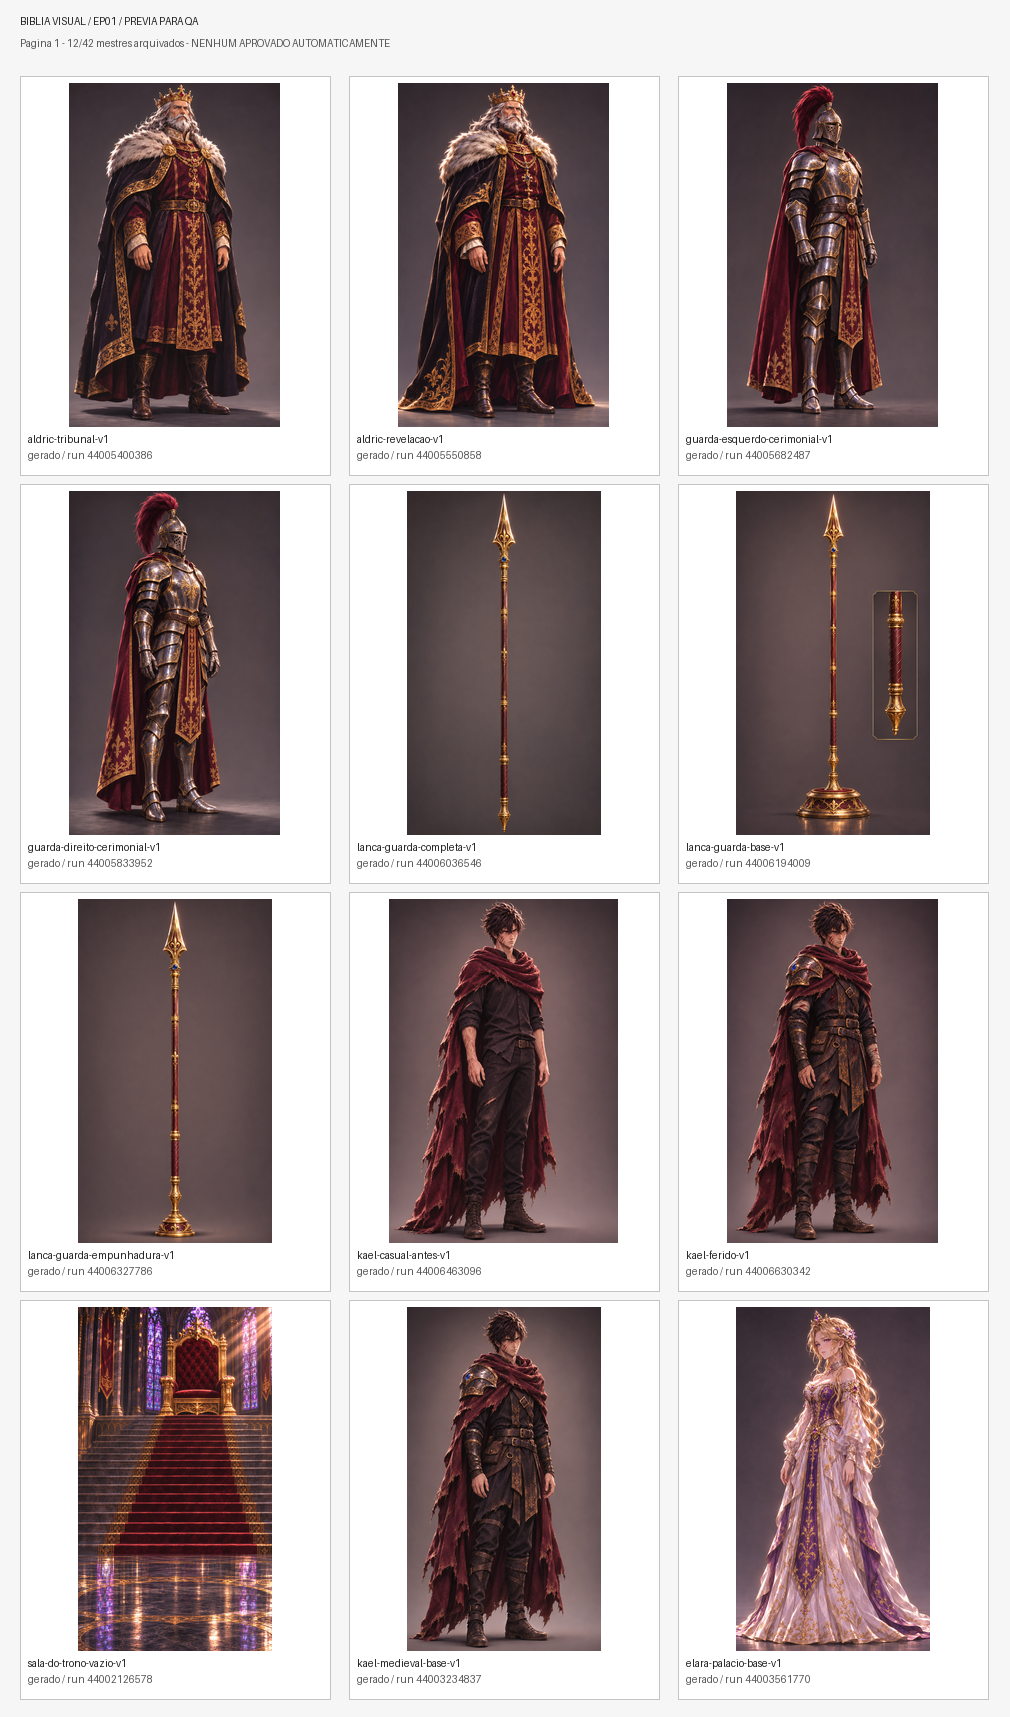 BIBLIA VISUAL / EP01 / PREVIA PARA QA
Pagina 1 - 12/42 mestres arquivados - NENHUM APROVADO AUTOMATICAMENTE
aldric-tribunal-v1
gerado / run 44005400386
aldric-revelacao-v1
gerado / run 44005550858
guarda-esquerdo-cerimonial-v1
gerado / run 44005682487
guarda-direito-cerimonial-v1
gerado / run 44005833952
lanca-guarda-completa-v1
gerado / run 44006036546
lanca-guarda-base-v1
gerado / run 44006194009
lanca-guarda-empunhadura-v1
gerado / run 44006327786
kael-casual-antes-v1
gerado / run 44006463096
kael-ferido-v1
gerado / run 44006630342
sala-do-trono-vazio-v1
gerado / run 44002126578
kael-medieval-base-v1
gerado / run 44003234837
elara-palacio-base-v1
gerado / run 44003561770